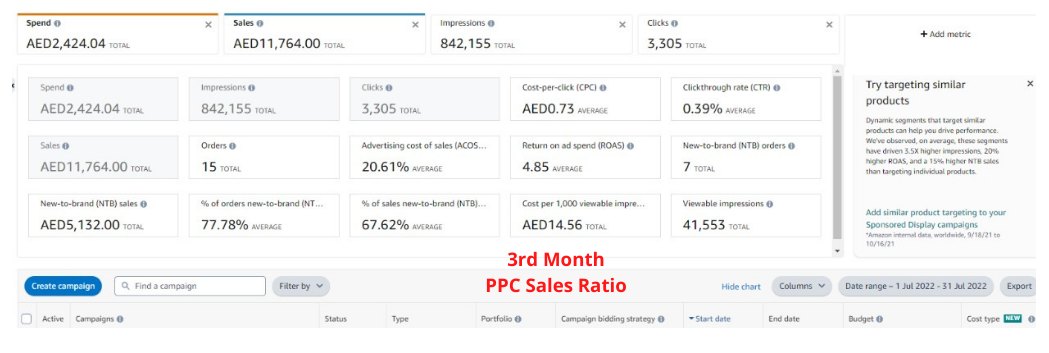 Spend
AED2,424.04 TOTAL
Sales
AED11,764.00 TOTAL
Impressions
842,155 TOTAL
Clicks
3,305 TOTAL
+ Add metric
Spend
AED2,424.04 TOTAL
Impressions
842,155 TOTAL
Clicks
3,305 TOTAL
Cost-per-click (CPC)
AED0.73 AVERAGE
Clickthrough rate (CTR)
0.39% AVERAGE
Sales
AED11,764.00 TOTAL
Orders
15 TOTAL
Advertising cost of sales (ACOS...
20.61% AVERAGE
Return on ad spend (ROAS)
4.85 AVERAGE
New-to-brand (NTB) orders
7 TOTAL
New-to-brand (NTB) sales
AED5,132.00 TOTAL
% of orders new-to-brand (NT...
77.78% AVERAGE
% of sales new-to-brand (NTB)...
67.62% AVERAGE
Cost per 1,000 viewable impre...
AED14.56 TOTAL
Viewable impressions
41,553 TOTAL
Try targeting similar
products
Dynamic segments that target similar
products can help you drive performance.
We've observed, on average, these segments
have driven 3.5X higher impressions, 20%
higher ROAS, and a 15% higher NTB sales
than targeting individual products.
Add similar product targeting to your
Sponsored Display campaigns
*Amazon internal data, worldwide, 9/18/21 to
10/16/21
3rd Month
PPC Sales Ratio
Create campaign
Find a campaign
Filter by
Hide chart
Columns
Date range - 1 Jul 2022 - 31 Jul 2022
Export
Active
Campaigns
Status
Type
Portfolio
Campaign bidding strategy
Start date
End date
Budget
Cost type NEW